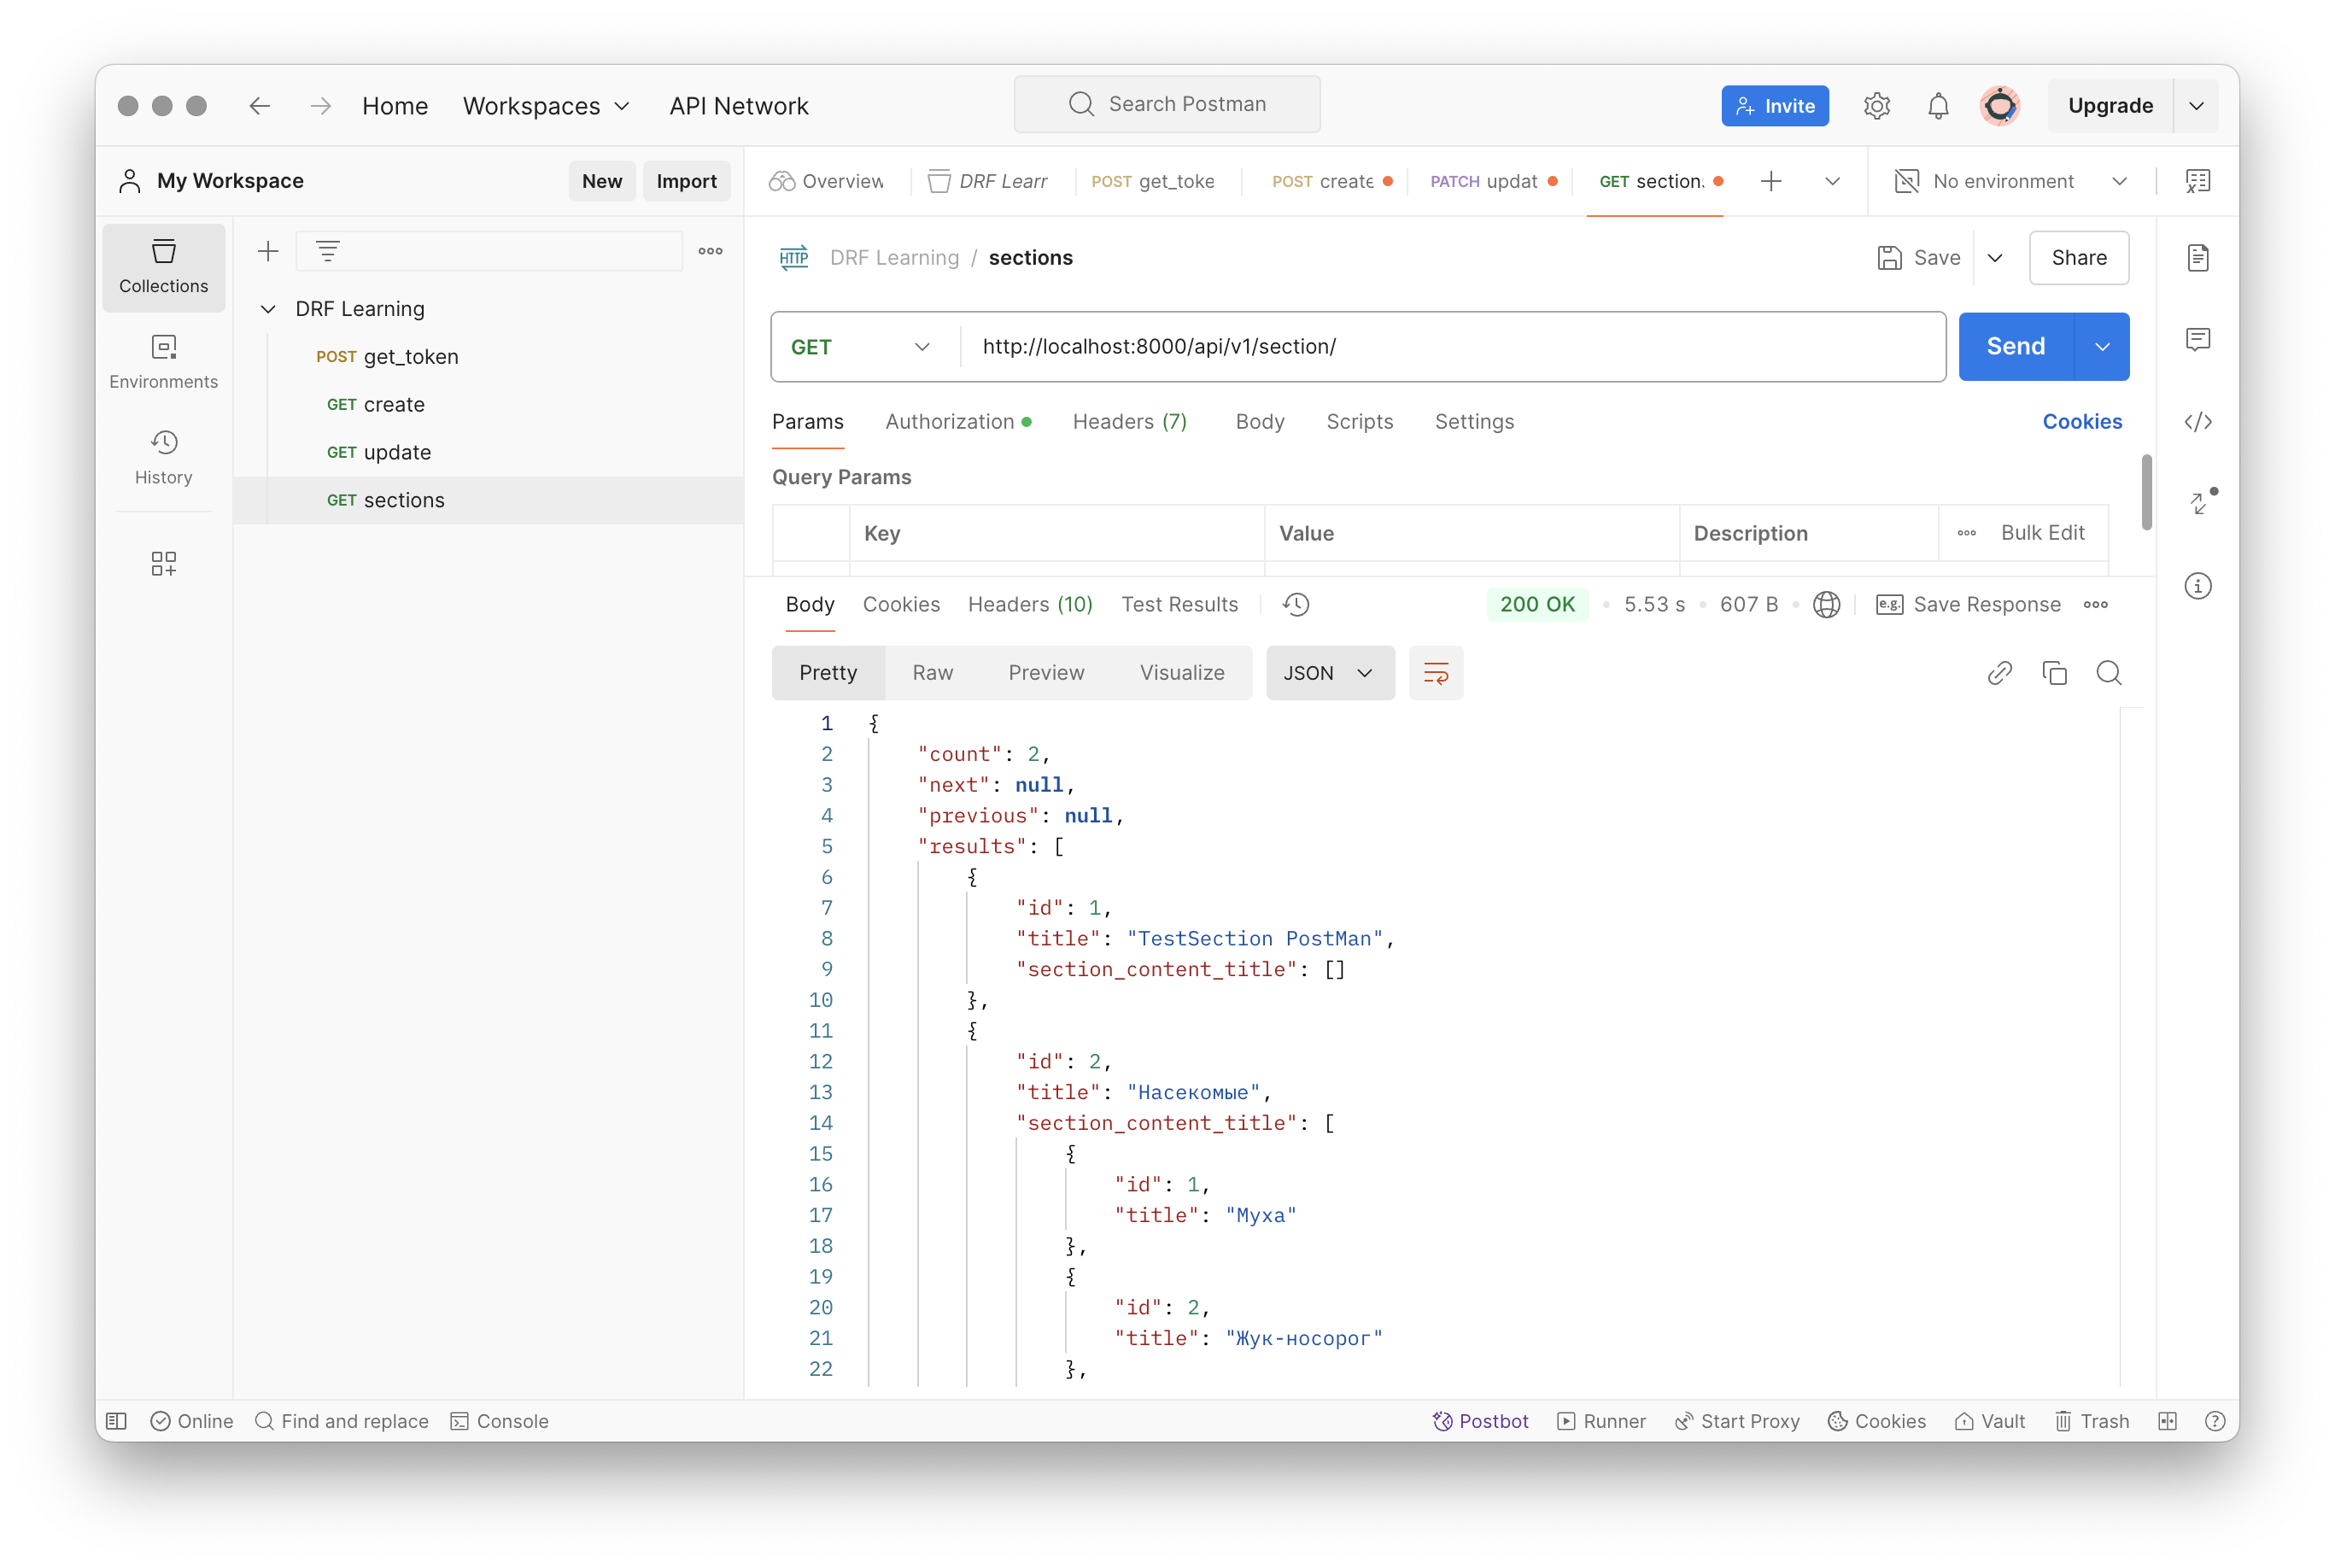 Home Workspaces API Network Search Postman Invite Upgrade
My Workspace New Import
Overview DRF Learr POST get_toke POST create PATCH updat GET section No environment
Collections
Environments
History
DRF Learning
POST get_token
GET create
GET update
GET sections
HTTP DRF Learning / sections Save Share
GET http://localhost:8000/api/v1/section/ Send
Params Authorization Headers (7) Body Scripts Settings Cookies
Query Params
Key Value Description Bulk Edit
Body Cookies Headers (10) Test Results 200 OK 5.53 s 607 B e.g. Save Response
Pretty Raw Preview Visualize JSON
1 {
2 "count": 2,
3 "next": null,
4 "previous": null,
5 "results": [
6 {
7 "id": 1,
8 "title": "TestSection PostMan",
9 "section_content_title": []
10 },
11 {
12 "id": 2,
13 "title": "Насекомые",
14 "section_content_title": [
15 {
16 "id": 1,
17 "title": "Муха"
18 },
19 {
20 "id": 2,
21 "title": "Жук-носорог"
22 },
Online Find and replace Console Postbot Runner Start Proxy Cookies Vault Trash